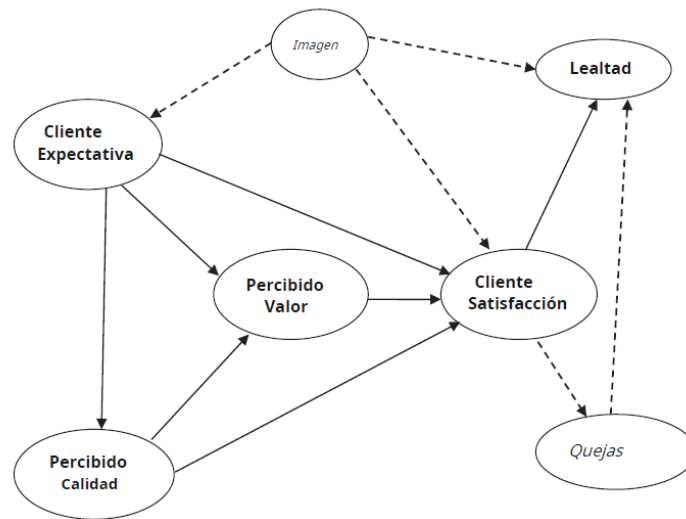 Imagen
Lealtad
Cliente
Expectativa
Percibido
Valor
Cliente
Satisfacción
Percibido
Calidad
Quejas